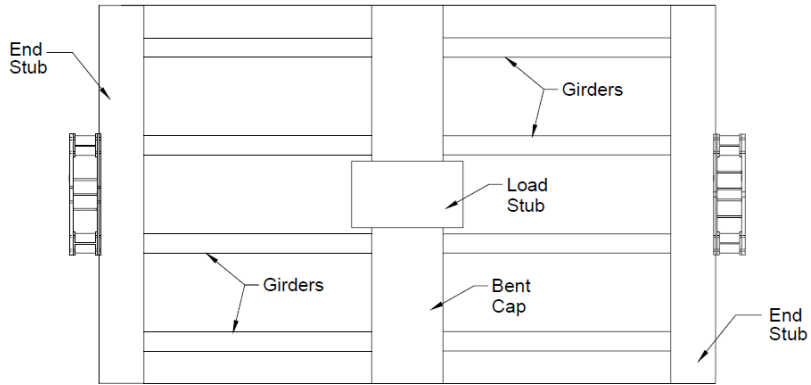 End
Stub
Girders
Load
Stub
Girders
Bent
Cap
End
Stub